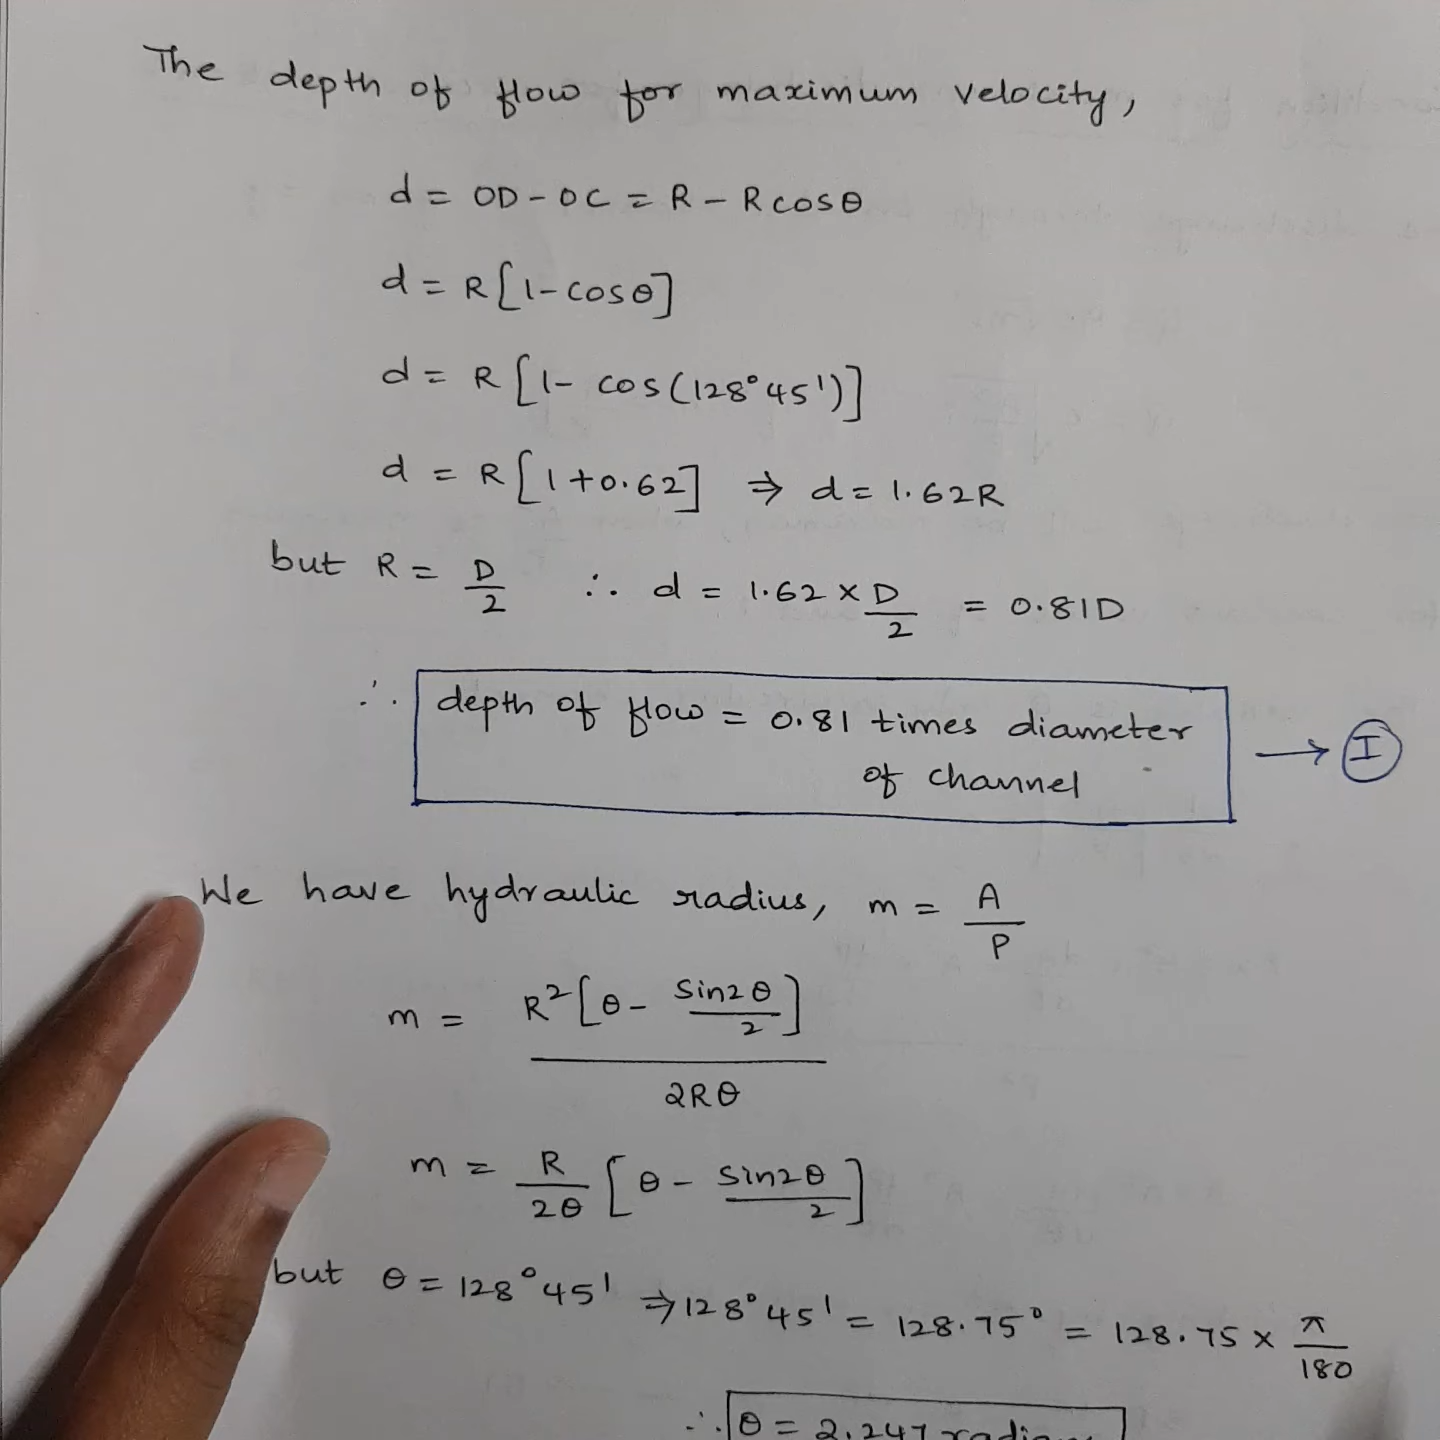 The depth of flow for maximum velocity,
d = OD - OC = R - R cosθ
d = R[1-cosθ]
d = R[1- cos(128°45')]
d = R[1+0.62] ⇒ d = 1.62R
but R = D/2 ∴ d = 1.62 × D/2 = 0.81D
∴ depth of flow = 0.81 times diameter → I
of channel
We have hydraulic radius, m = A/P
m = R²[θ - sin2θ/2] / 2Rθ
m = R/2θ [θ - sin2θ/2]
but θ = 128°45' ⇒ 128°45' = 128.75° = 128.75 × π/180
∴ θ = 2.247 radians